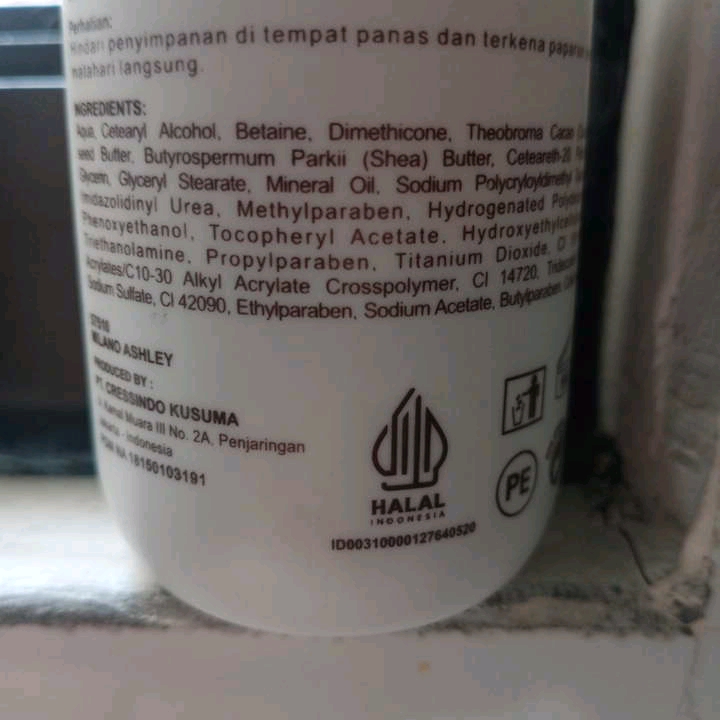 Perhatian:
Hindari penyimpanan di tempat panas dan terkena
matahari langsung.
INGREDIENTS:
Aqua, Cetearyl Alcohol, Betaine, Dimethicone, Theobroma Cacao
seed Butter, Butyrospermum Parkii (Shea) Butter, Ceteareth-20,
Glycerin, Glyceryl Stearate, Mineral Oil, Sodium Polycryloyldimethyl
Imidazolidinyl Urea, Methylparaben, Hydrogenated
Phenoxyethanol, Tocopheryl Acetate, 
Triethanolamine, Propylparaben, Titanium Dioxide, CI
Acrylates/C10-30 Alkyl Acrylate Crosspolymer, CI 14720,
Sodium Sulfate, CI 42090, Ethylparaben, Sodium Acetate, Butylparaben,
MILANO ASHLEY
PRODUCED BY :
PT. CRESSINDO KUSUMA
Muara III No. 2A, Penjaringan
Jakarta - Indonesia
NA 18150103191
HALAL
INDONESIA
ID00310000127640520
PE